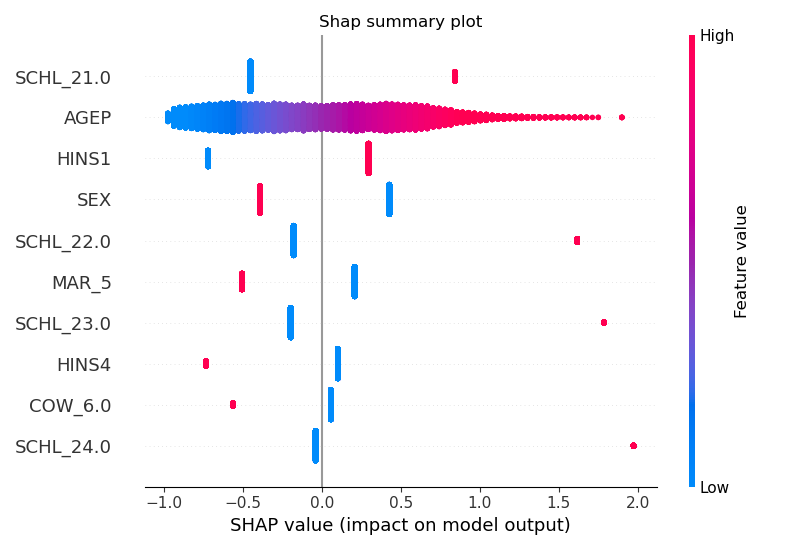 Shap summary plot
High
SCHL_21.0
AGEP
HINS1
SEX
SCHL_22.0
MAR_5
SCHL_23.0
HINS4
COW_6.0
SCHL_24.0
Feature value
Low
−1.0 −0.5 0.0 0.5 1.0 1.5 2.0
SHAP value (impact on model output)